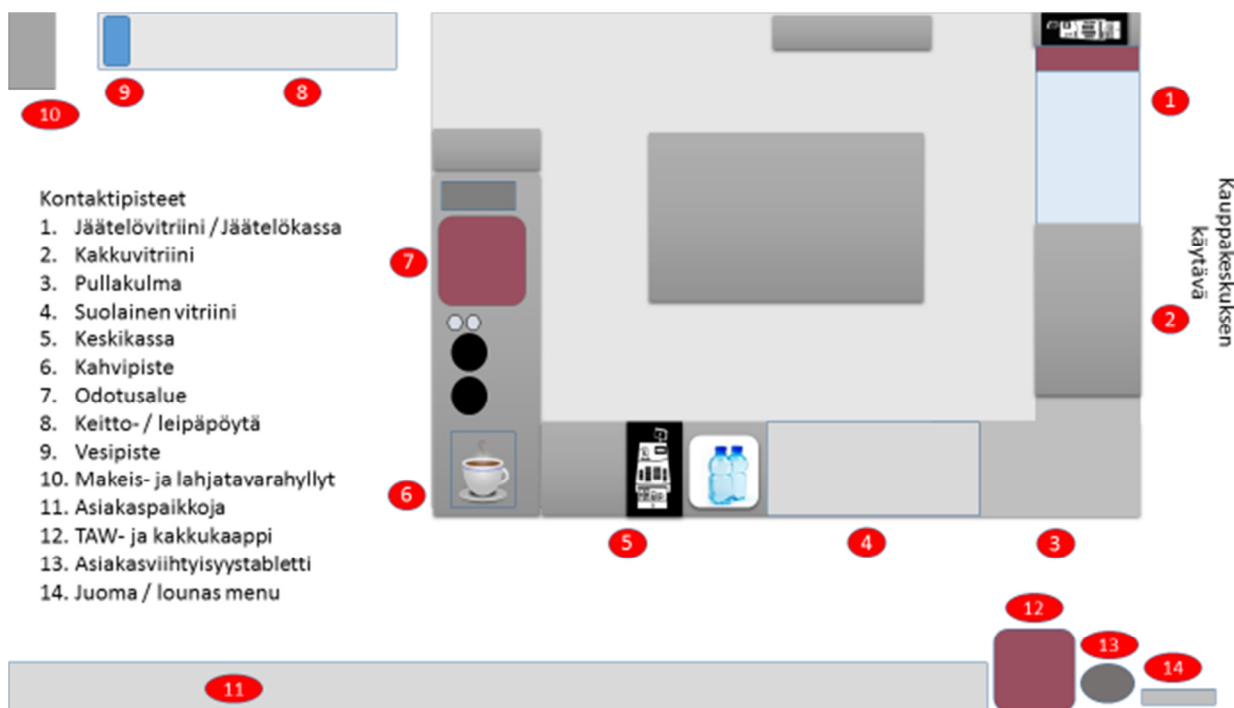 10
9
8
1
Kontaktipisteet
1. Jäätelövitriini / Jäätelökassa
2. Kakkuvitriini
3. Pullakulma
4. Suolainen vitriini
5. Keskikassa
6. Kahvipiste
7. Odotusalue
8. Keitto- / leipäpöytä
9. Vesipiste
10. Makeis- ja lahjatavarahyllyt
11. Asiakaspaikkoja
12. TAW- ja kakkukaappi
13. Asiakasviihtyisyystabletti
14. Juoma / lounas menu
7
Kauppakeskuksen
käytävä
2
6
5
4
3
12
13
14
11